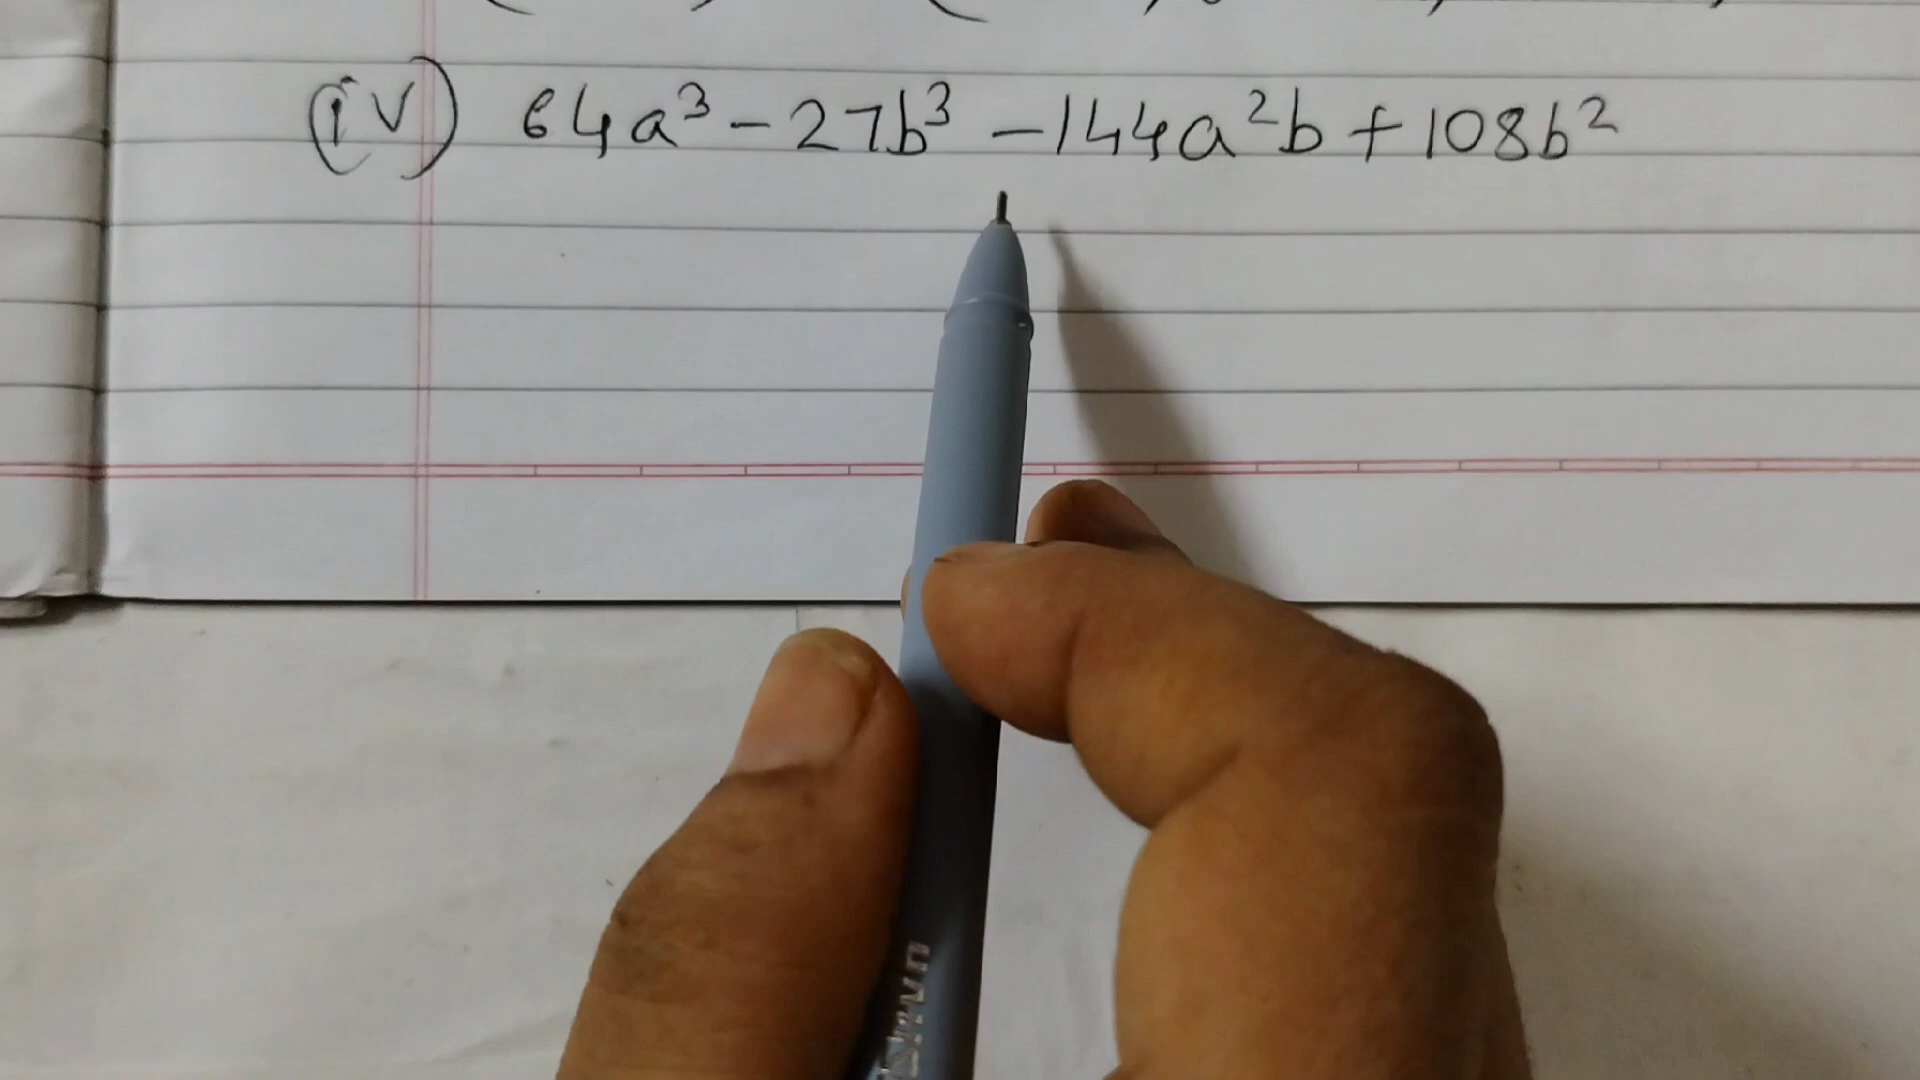 (iv) 64a³ - 27b³ - 144a²b + 108b²